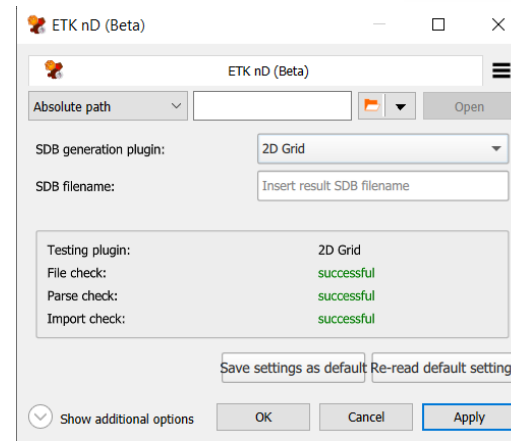 ETK nD (Beta)
ETK nD (Beta)
Absolute path Open
SDB generation plugin: 2D Grid
SDB filename: Insert result SDB filename
Testing plugin: 2D Grid
File check: successful
Parse check: successful
Import check: successful
Save settings as default Re-read default setting
Show additional options OK Cancel Apply